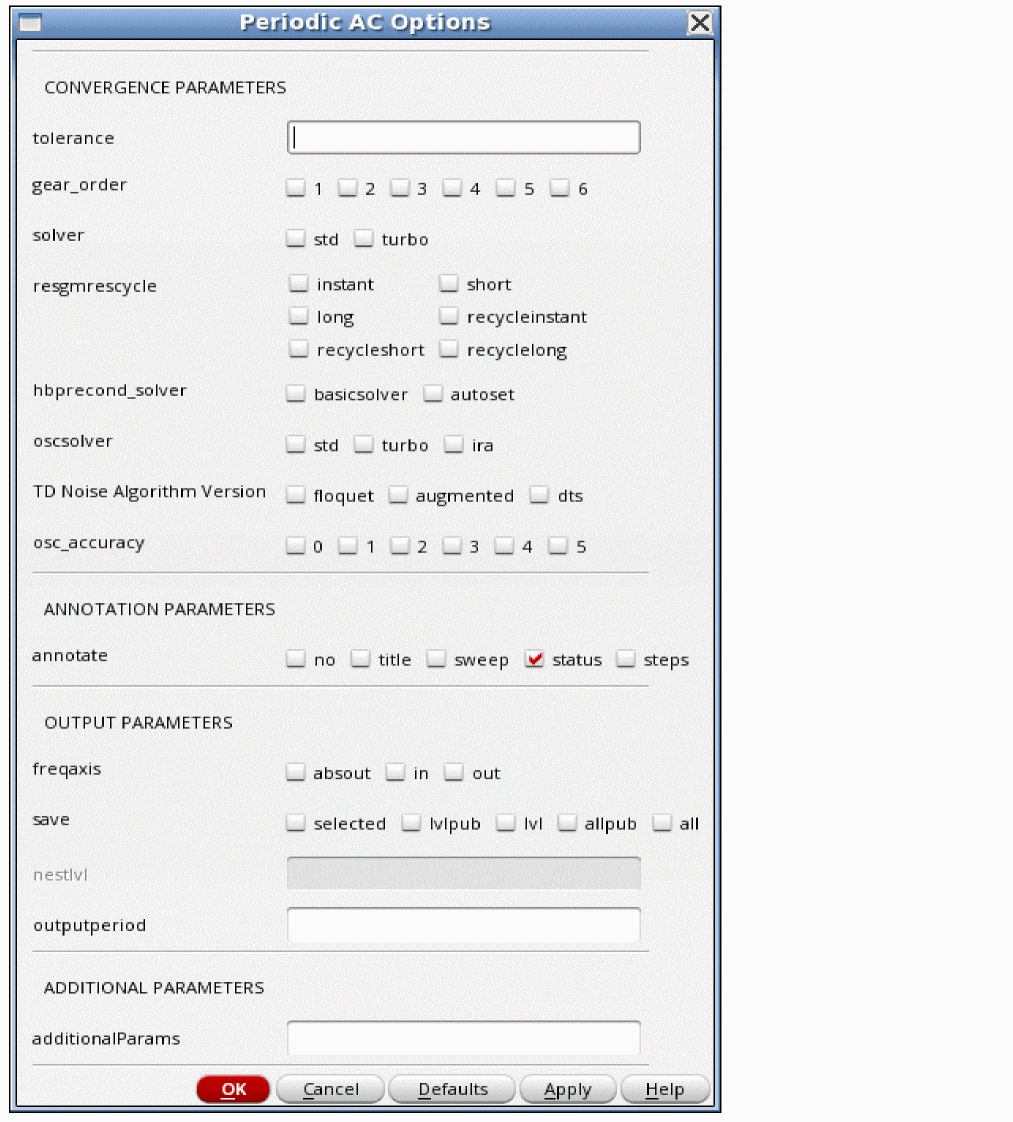 Periodic AC Options
CONVERGENCE PARAMETERS
tolerance
gear_order 1 2 3 4 5 6
solver std turbo
resgmrescycle instant short
long recycleinstant
recycleshort recyclelong
hbprecond_solver basicsolver autoset
oscsolver std turbo ira
TD Noise Algorithm Version floquet augmented dts
osc_accuracy 0 1 2 3 4 5
ANNOTATION PARAMETERS
annotate no title sweep status steps
OUTPUT PARAMETERS
freqaxis absout in out
save selected lvlpub lvl allpub all
nestlvl
outputperiod
ADDITIONAL PARAMETERS
additionalParams
OK Cancel Defaults Apply Help